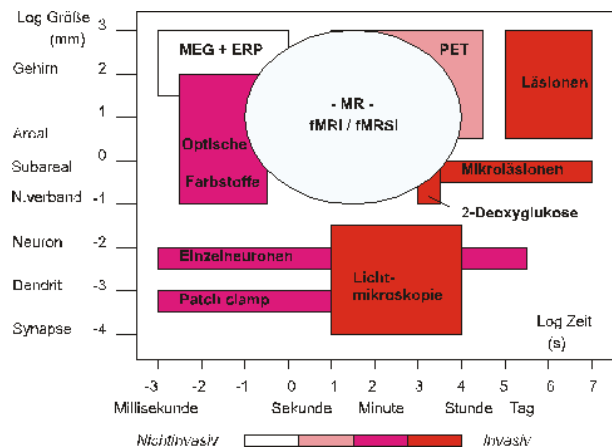 Log Größe
(mm)
3
MEG + ERP
PET
Gehirn
2
Läsionen
- MR -
fMRI / fMRSI
1
Areal
Optische
0
Subareal
Mikroläsionen
Farbstoffe
N.verband
-1
2-Deoxyglukose
Neuron
-2
Einzelneuronen
Dendrit
Licht-
mikroskopie
-3
Patch clamp
Log Zeit
(s)
Synapse
-4
-3 -2 -1 0 1 2 3 4 5 6 7
Millisekunde Sekunde Minute Stunde Tag
Nichtinvasiv Invasiv